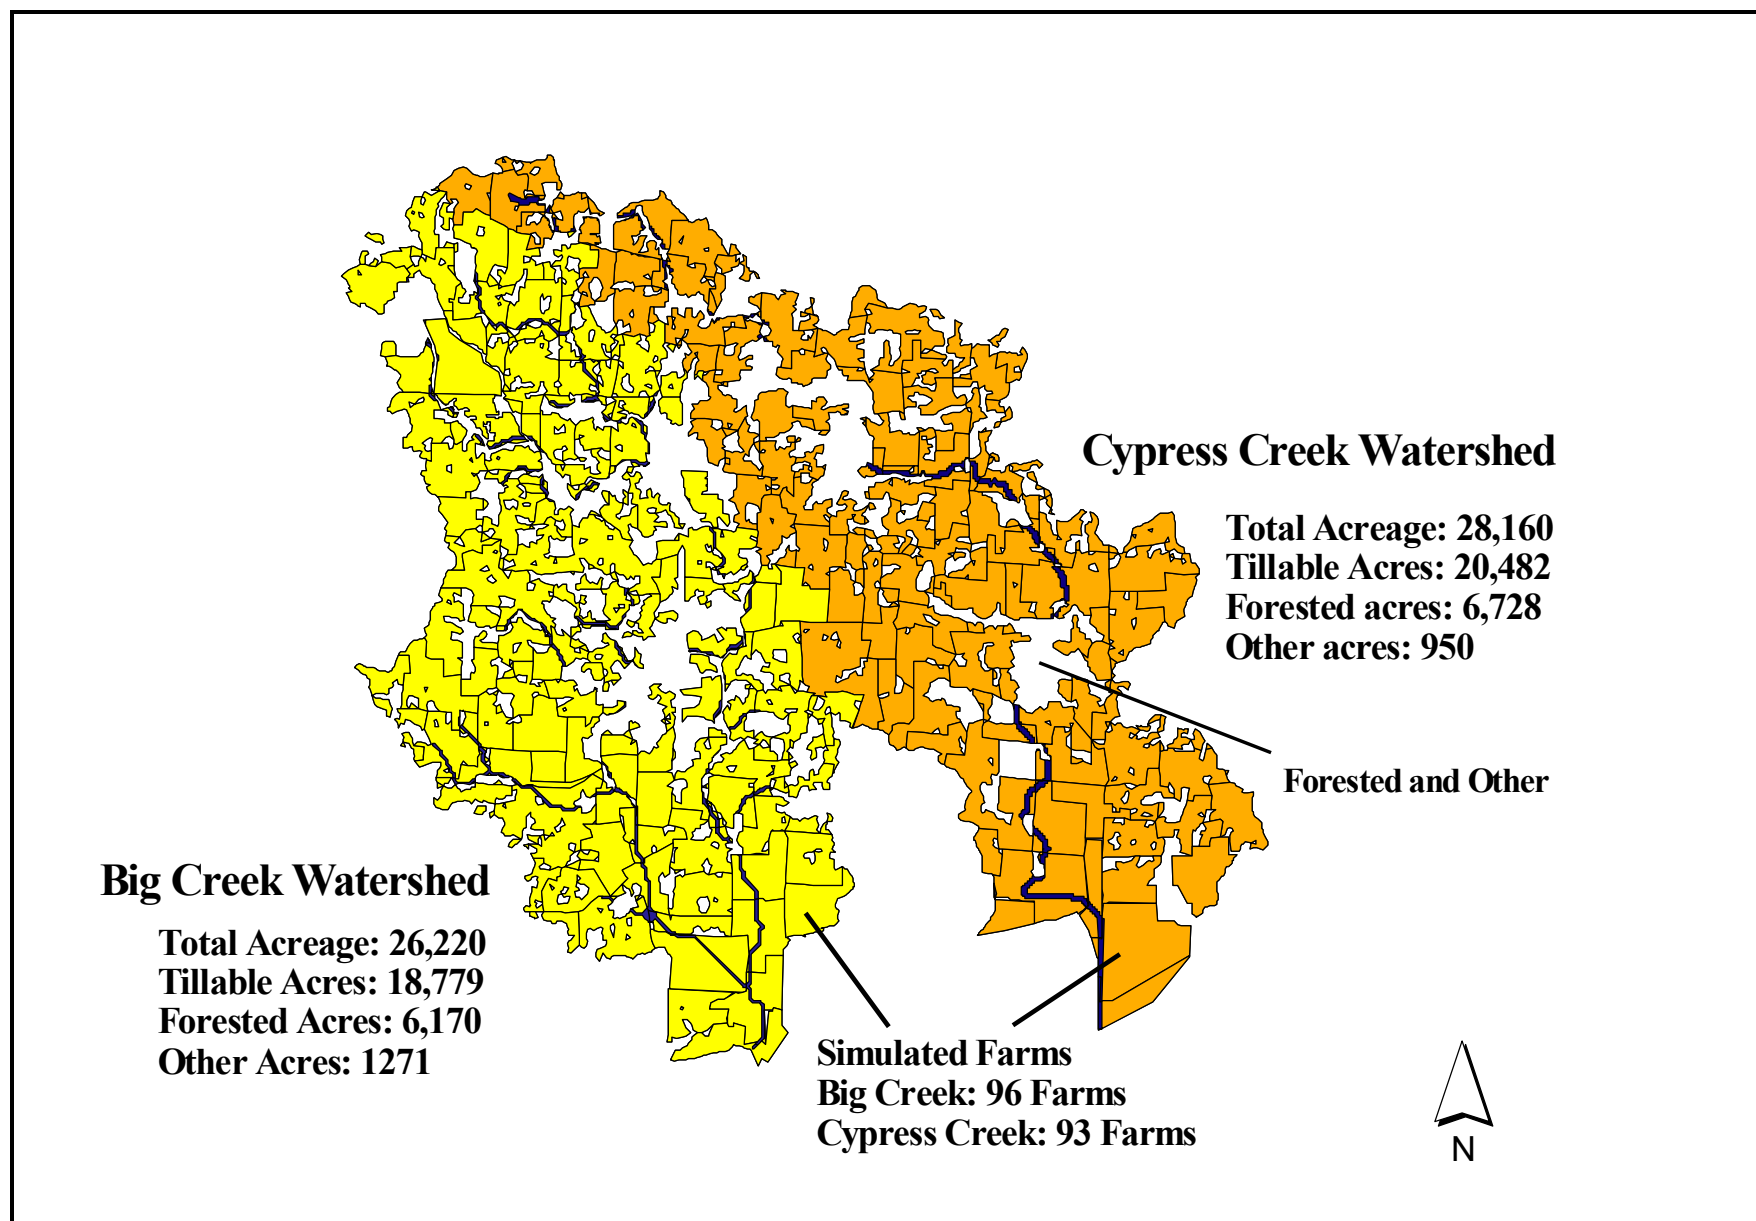 Cypress Creek Watershed
Total Acreage: 28,160
Tillable Acres: 20,482
Forested acres: 6,728
Other acres: 950
Forested and Other
Big Creek Watershed
Total Acreage: 26,220
Tillable Acres: 18,779
Forested Acres: 6,170
Other Acres: 1271
Simulated Farms
Big Creek: 96 Farms
Cypress Creek: 93 Farms
N